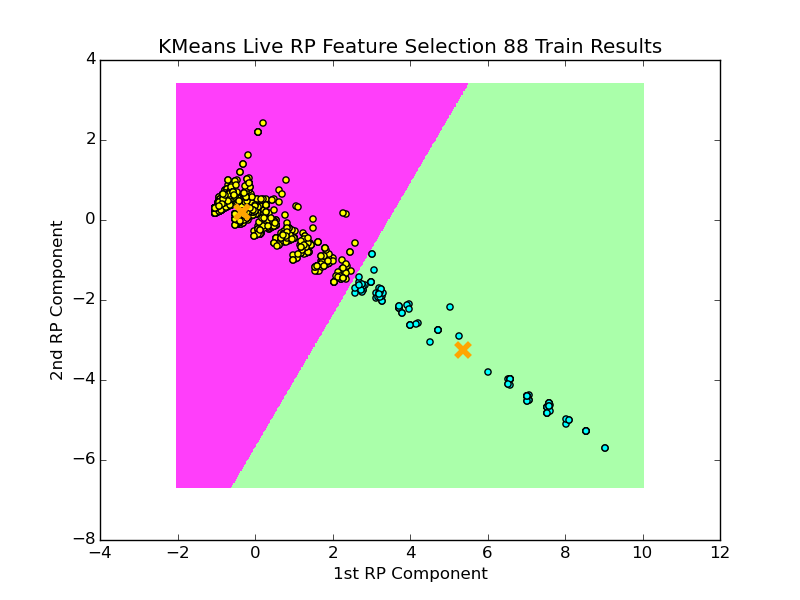 KMeans Live RP Feature Selection 88 Train Results
4
2
0
−2
−4
−6
−8
2nd RP Component
−4 −2 0 2 4 6 8 10 12
1st RP Component